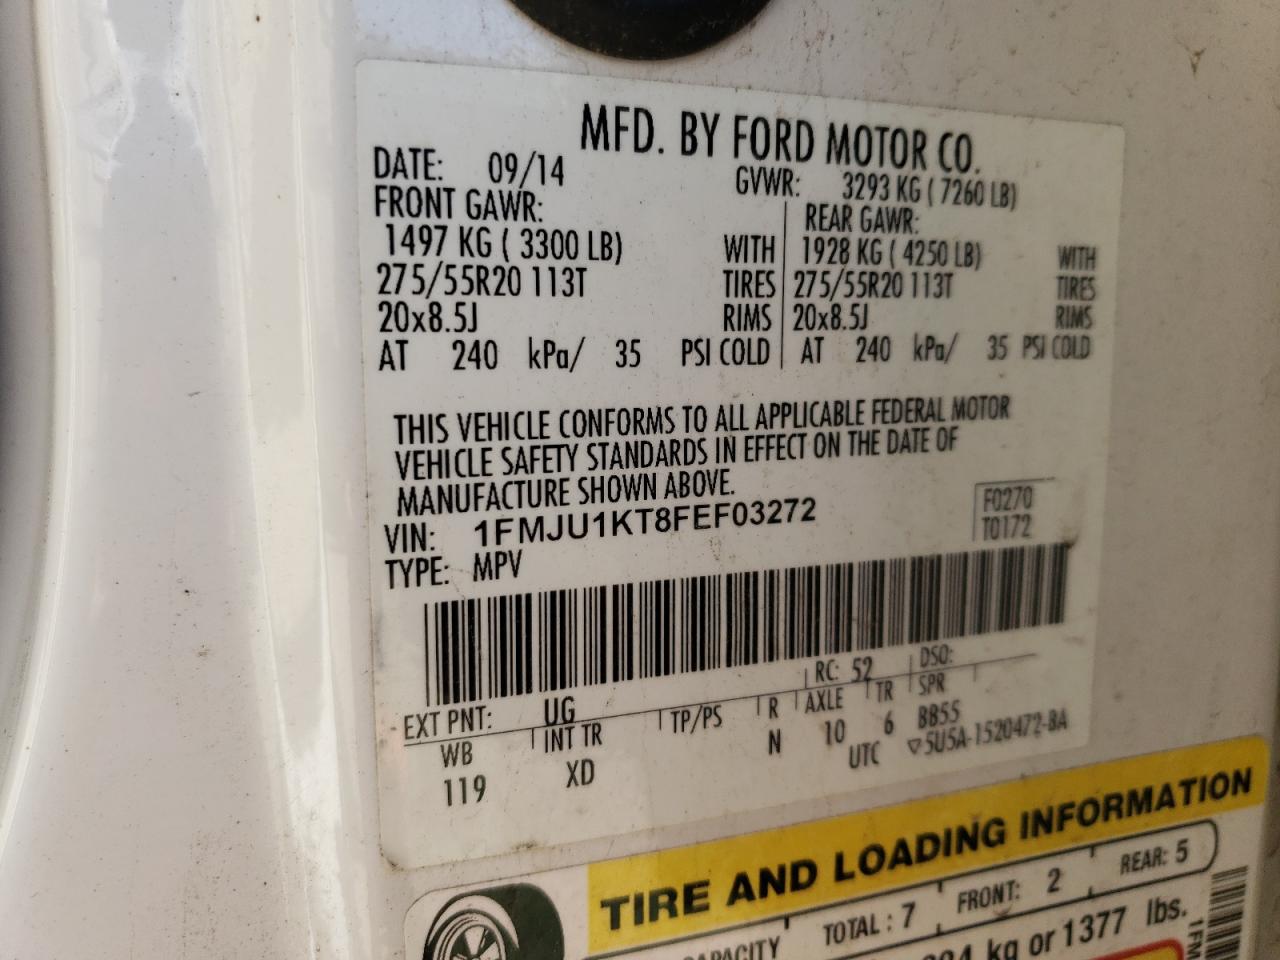 MFD. BY FORD MOTOR CO.
DATE: 09/14 GVWR: 3293 KG ( 7260 LB)
FRONT GAWR: REAR GAWR:
1497 KG ( 3300 LB) WITH 1928 KG ( 4250 LB) WITH
275/55R20 113T TIRES 275/55R20 113T TIRES
20x8.5J RIMS 20x8.5J RIMS
AT 240 kPa/ 35 PSI COLD AT 240 kPa/ 35 PSI COLD
THIS VEHICLE CONFORMS TO ALL APPLICABLE FEDERAL MOTOR
VEHICLE SAFETY STANDARDS IN EFFECT ON THE DATE OF
MANUFACTURE SHOWN ABOVE.
VIN: 1FMJU1KT8FEF03272
TYPE: MPV
F0270
T0172
EXT PNT: UG RC: 52 DSO:
WB INT TR TP/PS R AXLE TR SPR
119 XD N 10 6 BB55
UTC ▽5U5A-1520472-BA
TIRE AND LOADING INFORMATION
TOTAL : 7 FRONT: 2 REAR: 5
kg or 1377 lbs.